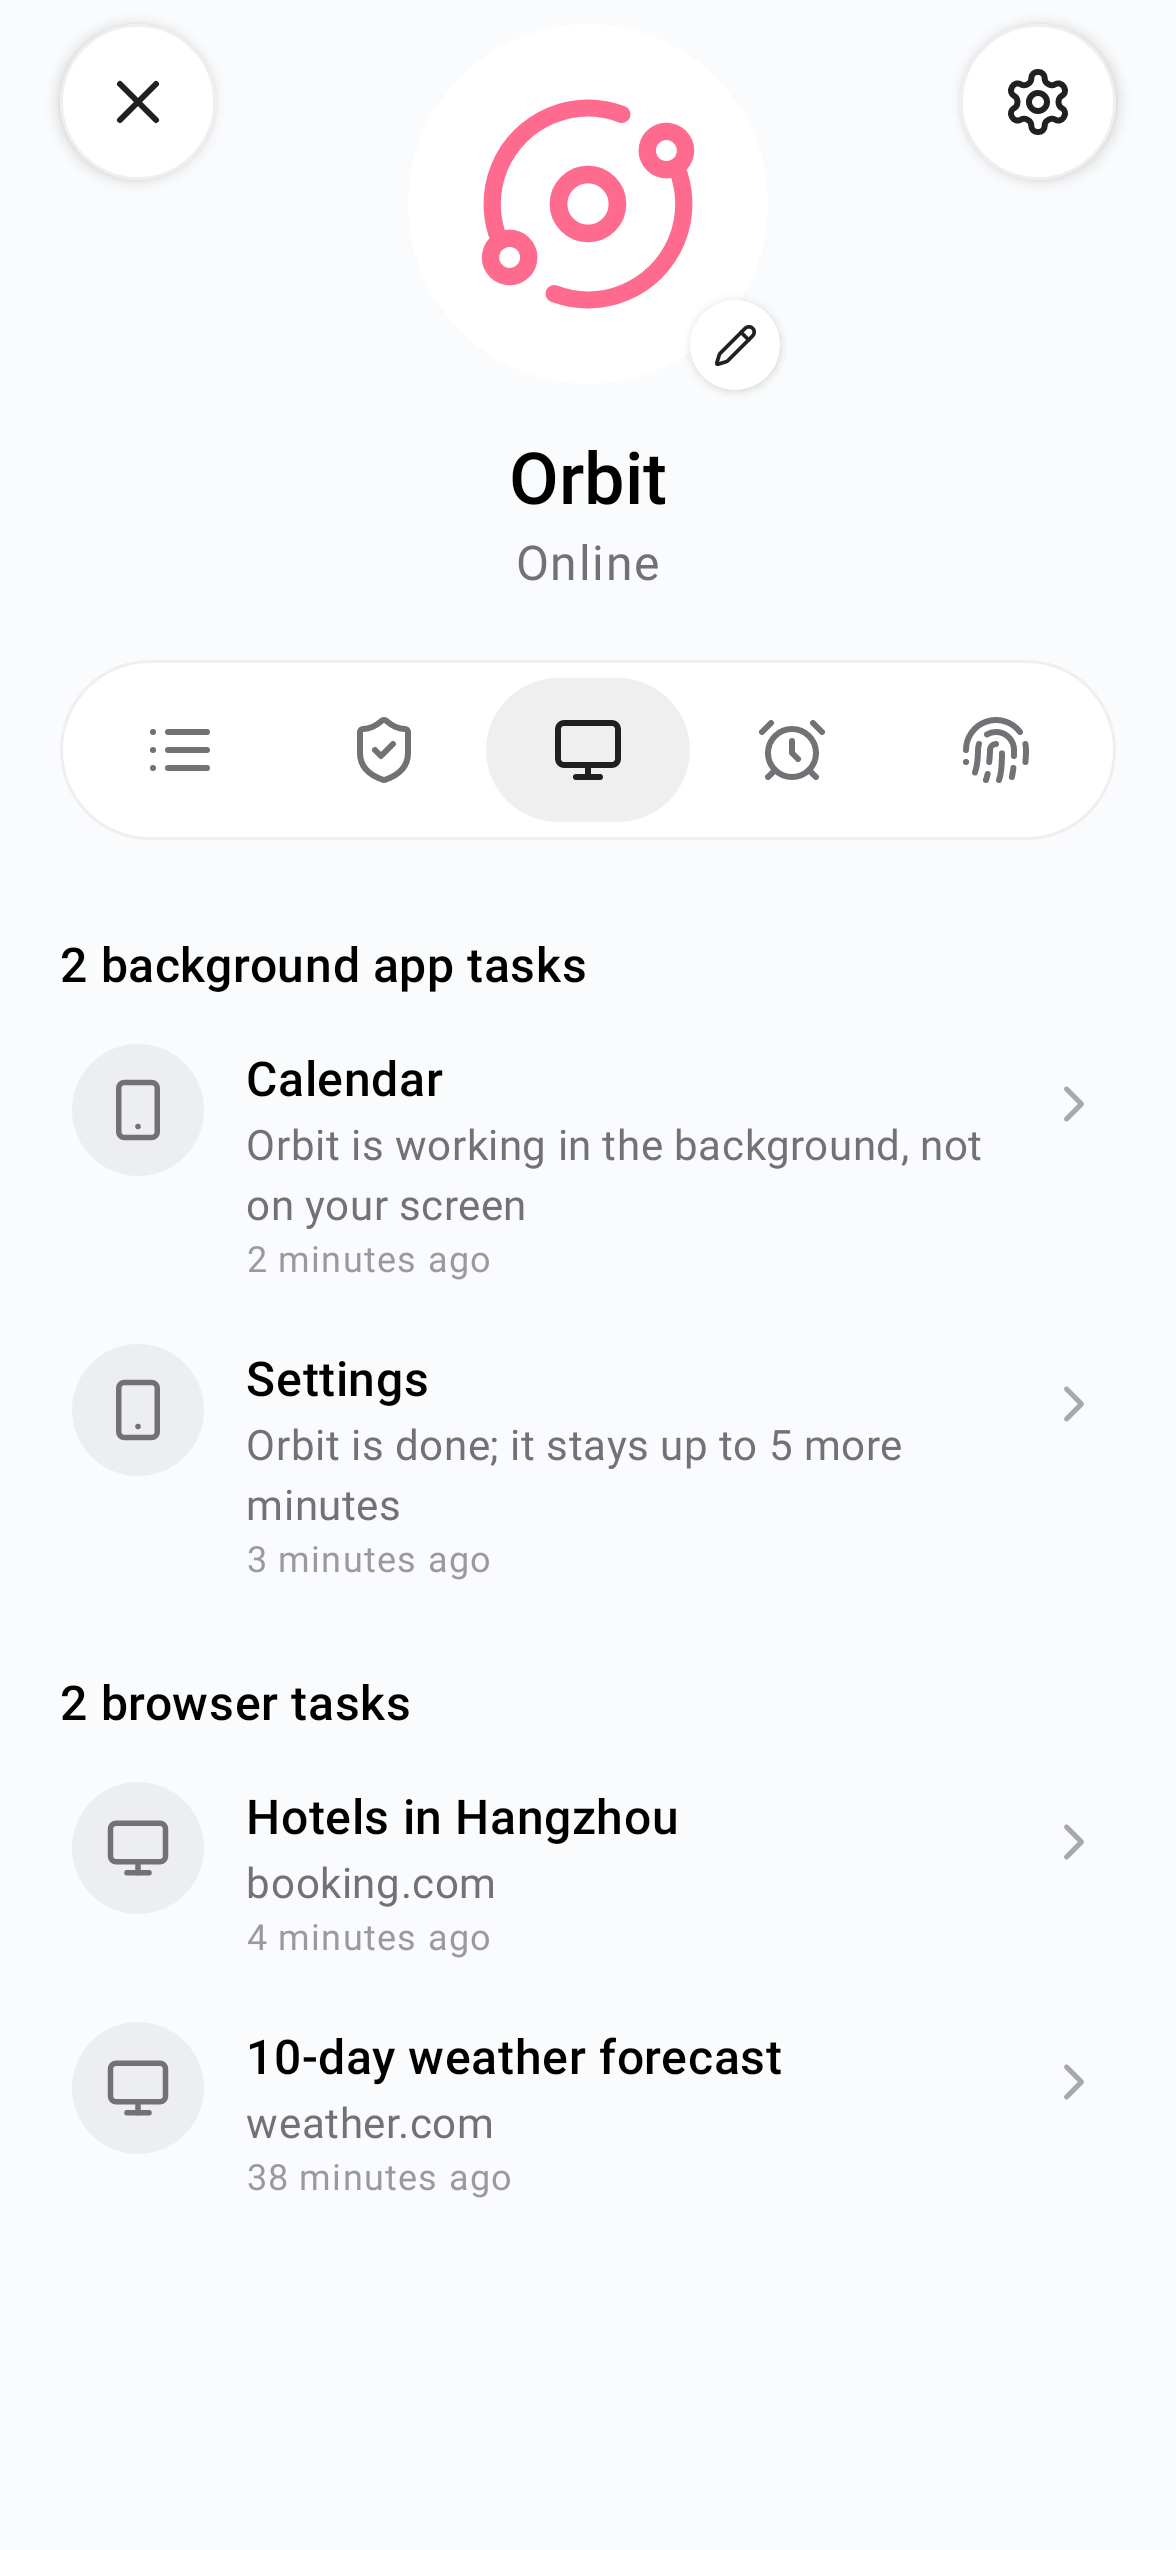 Orbit
Online
2 background app tasks
Calendar
Orbit is working in the background, not
on your screen
2 minutes ago
Settings
Orbit is done; it stays up to 5 more
minutes
3 minutes ago
2 browser tasks
Hotels in Hangzhou
booking.com
4 minutes ago
10-day weather forecast
weather.com
38 minutes ago